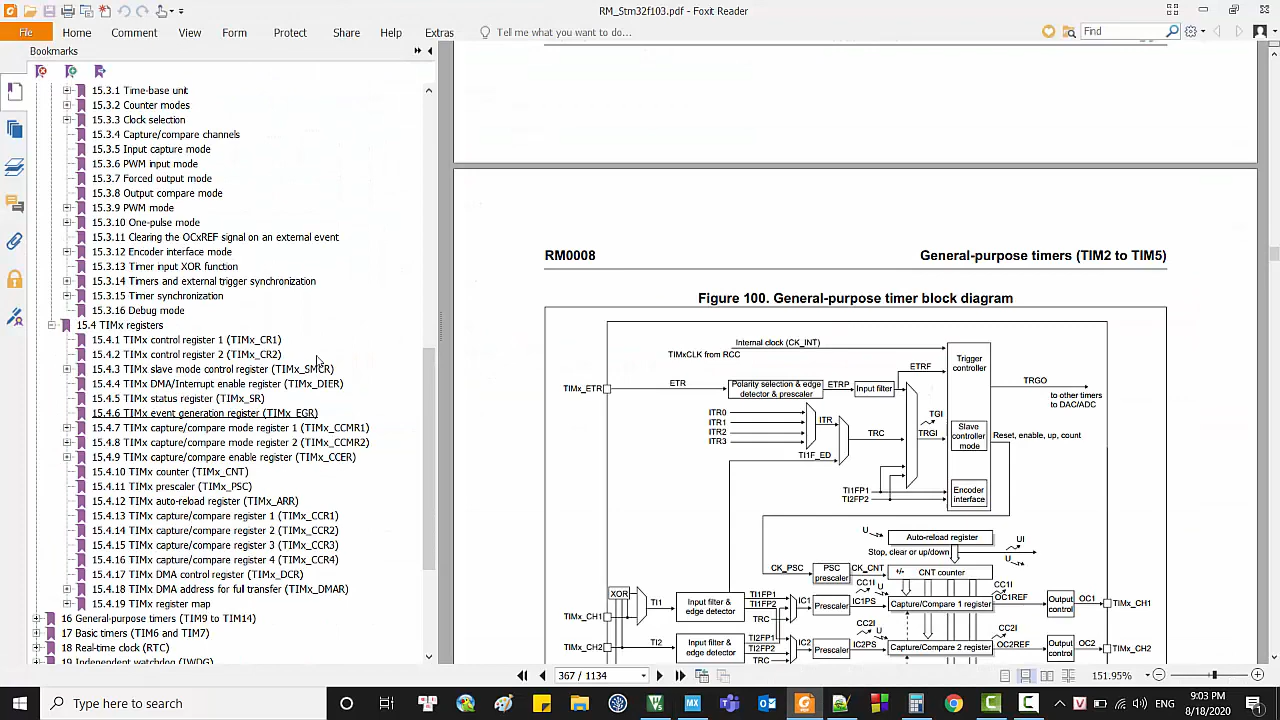 RM_Stm32f103.pdf - Foxit Reader
File
Home
Comment
View
Form
Protect
Share
Help
Extras
Tell me what you want to do...
Find
Bookmarks
15.3.1 Time-base unit
15.3.2 Counter modes
15.3.3 Clock selection
15.3.4 Capture/compare channels
15.3.5 Input capture mode
15.3.6 PWM input mode
15.3.7 Forced output mode
15.3.8 Output compare mode
15.3.9 PWM mode
15.3.10 One-pulse mode
15.3.11 Clearing the OCxREF signal on an external event
15.3.12 Encoder interface mode
15.3.13 Timer input XOR function
15.3.14 Timers and external trigger synchronization
15.3.15 Timer synchronization
15.3.16 Debug mode
15.4 TIMx registers
15.4.1 TIMx control register 1 (TIMx_CR1)
15.4.2 TIMx control register 2 (TIMx_CR2)
15.4.3 TIMx slave mode control register (TIMx_SMCR)
15.4.4 TIMx DMA/Interrupt enable register (TIMx_DIER)
15.4.5 TIMx status register (TIMx_SR)
15.4.6 TIMx event generation register (TIMx_EGR)
15.4.7 TIMx capture/compare mode register 1 (TIMx_CCMR1)
15.4.8 TIMx capture/compare mode register 2 (TIMx_CCMR2)
15.4.9 TIMx capture/compare enable register (TIMx_CCER)
15.4.10 TIMx counter (TIMx_CNT)
15.4.11 TIMx prescaler (TIMx_PSC)
15.4.12 TIMx auto-reload register (TIMx_ARR)
15.4.13 TIMx capture/compare register 1 (TIMx_CCR1)
15.4.14 TIMx capture/compare register 2 (TIMx_CCR2)
15.4.15 TIMx capture/compare register 3 (TIMx_CCR3)
15.4.16 TIMx capture/compare register 4 (TIMx_CCR4)
15.4.17 TIMx DMA control register (TIMx_DCR)
15.4.18 TIMx DMA address for full transfer (TIMx_DMAR)
15.4.19 TIMx register map
16 General-purpose timers (TIM9 to TIM14)
17 Basic timers (TIM6 and TIM7)
18 Real-time clock (RTC)
19 Independent watchdog (IWDG)
RM0008
General-purpose timers (TIM2 to TIM5)
Figure 100. General-purpose timer block diagram
Internal clock (CK_INT)
TIMxCLK from RCC
Trigger
controller
ETRF
TRGO
to other timers
to DAC/ADC
TIMx_ETR
ETR
Polarity selection & edge
detector & prescaler
ETRP
Input filter
ITR0
ITR1
ITR2
ITR3
ITR
TRC
TGI
TRGI
Slave
controller
mode
Reset, enable, up, count
TI1F_ED
TI1FP1
TI2FP2
Encoder
interface
U
Auto-reload register
UI
Stop, clear or up/down
U
CK_PSC
PSC
prescaler
CK_CNT
+/-
CNT counter
XOR
TIMx_CH1
TI1
Input filter &
edge detector
TI1FP1
TI1FP2
TRC
IC1
Prescaler
IC1PS
CC1I
U
Capture/Compare 1 register
CC1I
OC1REF
Output
control
OC1
TIMx_CH1
TIMx_CH2
TI2
Input filter &
edge detector
TI2FP1
TI2FP2
TRC
IC2
Prescaler
IC2PS
CC2I
U
Capture/Compare 2 register
CC2I
OC2REF
Output
control
OC2
TIMx_CH2
367 / 1134
151.95%
Type here to search
MX
V
ENG
9:03 PM
8/18/2020